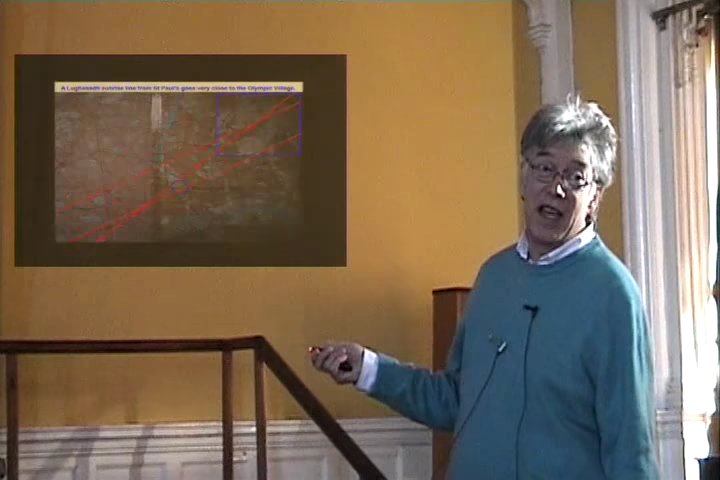 A Lughnasadh sunrise line from St Paul's goes very close to the Olympic Village.